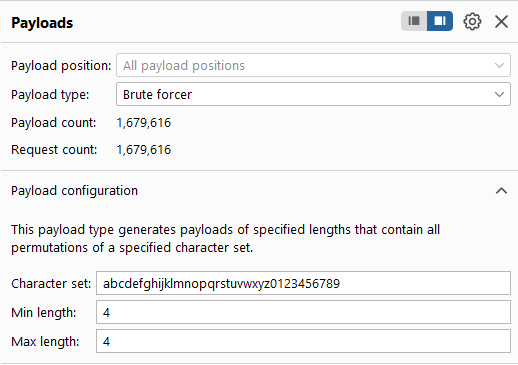 Payloads
Payload position: All payload positions
Payload type: Brute forcer
Payload count: 1,679,616
Request count: 1,679,616
Payload configuration
This payload type generates payloads of specified lengths that contain all
permutations of a specified character set.
Character set: abcdefghijklmnopqrstuvwxyz0123456789
Min length: 4
Max length: 4